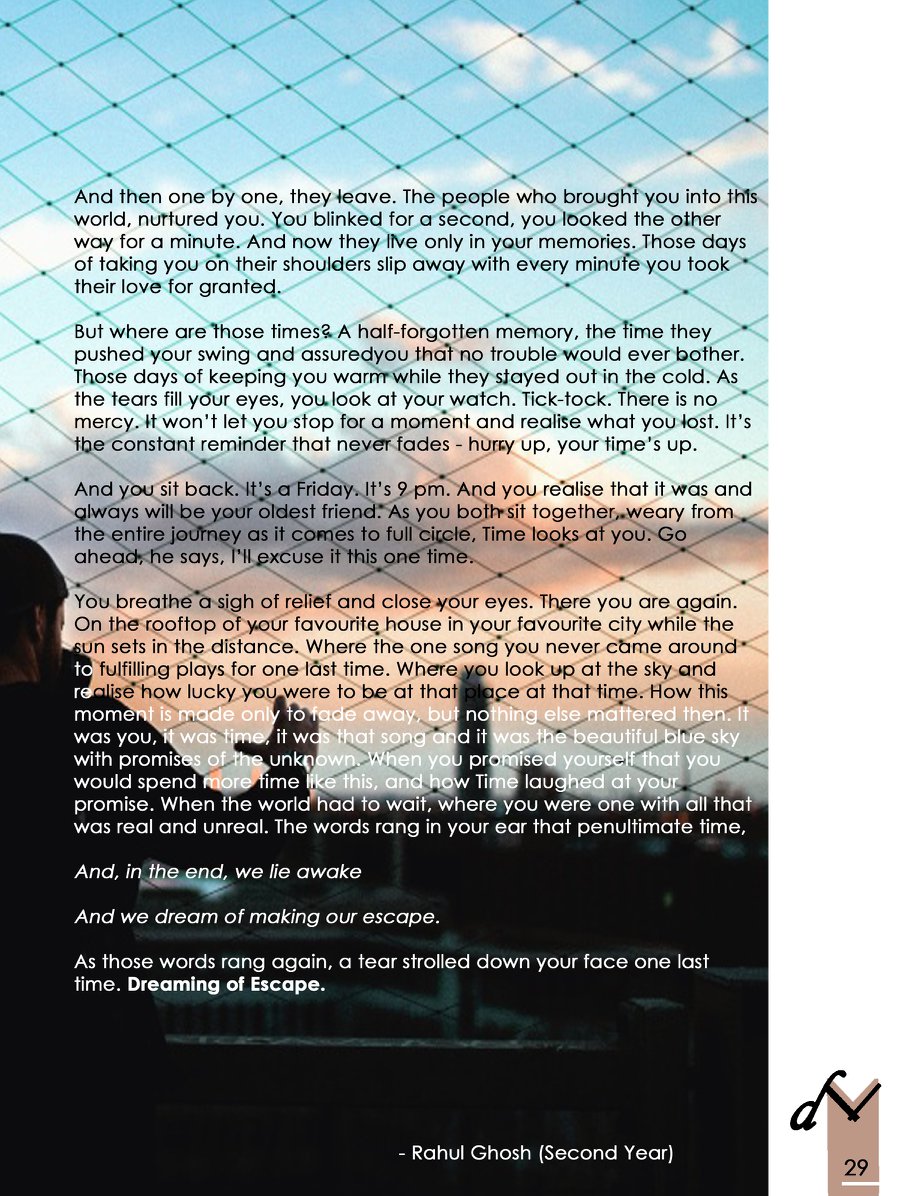 And then one by one, they leave. The people who brought you into this
world, nurtured you. You blinked for a second, you looked the other
way for a minute. And now they live only in your memories. Those days
of taking you on their shoulders slip away with every minute you took
their love for granted.
But where are those times? A half-forgotten memory, the time they
pushed your swing and assuredyou that no trouble would ever bother.
Those days of keeping you warm while they stayed out in the cold. As
the tears fill your eyes, you look at your watch. Tick-tock. There is no
mercy. It won’t let you stop for a moment and realise what you lost. It’s
the constant reminder that never fades - hurry up, your time’s up.
And you sit back. It’s a Friday. It’s 9 pm. And you realise that it was and
always will be your oldest friend. As you both sit together, weary from
the entire journey as it comes to full circle, Time looks at you. Go
ahead, he says, I’ll excuse it this one time.
You breathe a sigh of relief and close your eyes. There you are again.
On the rooftop of your favourite house in your favourite city while the
sun sets in the distance. Where the one song you never came around
to fulfilling plays for one last time. Where you look up at the sky and
realise how lucky you were to be at that place at that time. How this
moment is made only to fade away, but nothing else mattered then. It
was you, it was time, it was that song and it was the beautiful blue sky
with promises of the unknown. When you promised yourself that you
would spend more time like this, and how Time laughed at your
promise. When the world had to wait, where you were one with all that
was real and unreal. The words rang in your ear that penultimate time,
And, in the end, we lie awake
And we dream of making our escape.
As those words rang again, a tear strolled down your face one last
time. Dreaming of Escape.
- Rahul Ghosh (Second Year)
29